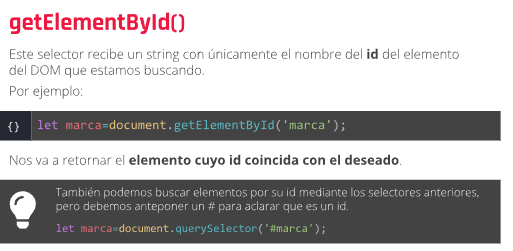 getElementById()
Este selector recibe un string con únicamente el nombre del id del elemento
del DOM que estamos buscando.
Por ejemplo:
{} let marca=document.getElementById('marca');
Nos va a retornar el elemento cuyo id coincida con el deseado.
También podemos buscar elementos por su id mediante los selectores anteriores,
pero debemos anteponer un # para aclarar que es un id.
let marca=document.querySelector('#marca');